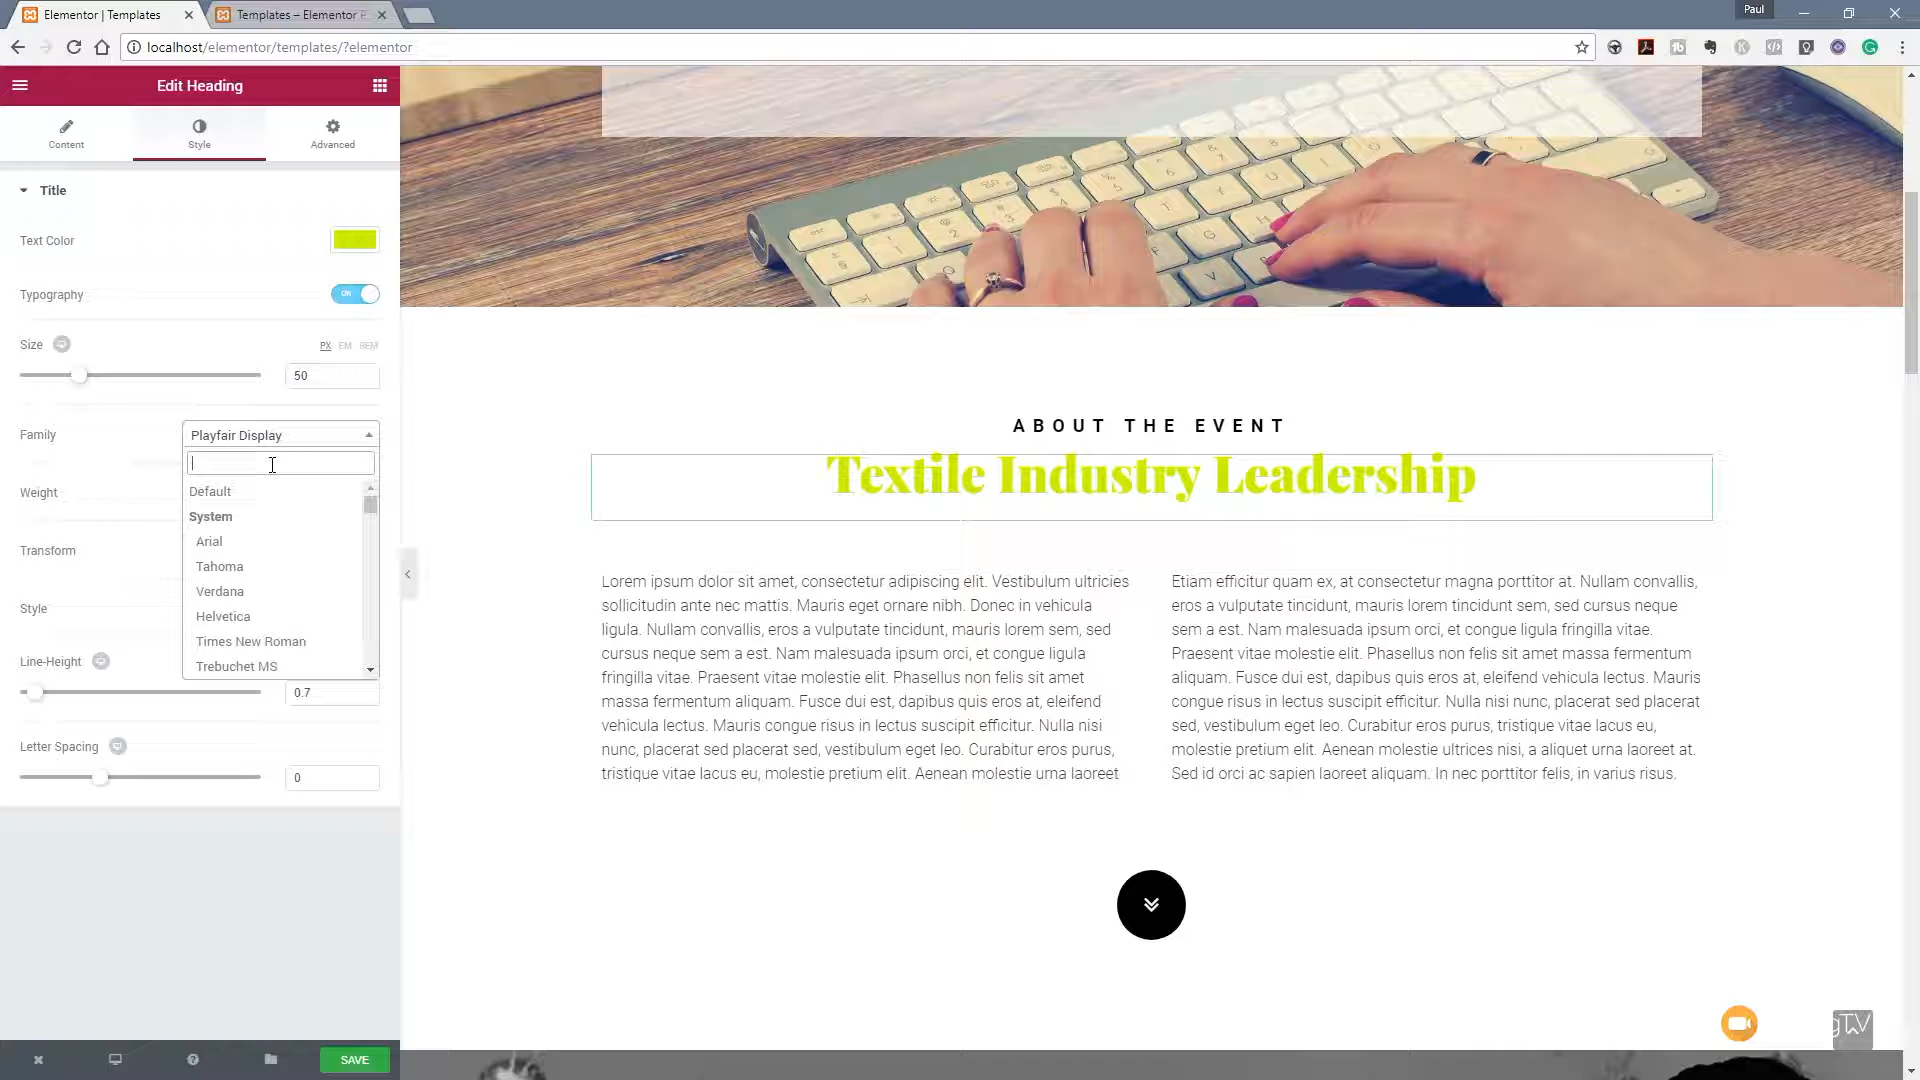 Elementor | Templates
Templates – Elementor
Paul
localhost/elementor/templates/?elementor
Edit Heading
Content
Style
Advanced
Title
Text Color
Typography
ON
Size
PX EM REM
50
Family
Playfair Display
Default
System
Arial
Tahoma
Verdana
Helvetica
Times New Roman
Trebuchet MS
Weight
Transform
Style
Line-Height
0.7
Letter Spacing
0
SAVE
ABOUT THE EVENT
Textile Industry Leadership
Lorem ipsum dolor sit amet, consectetur adipiscing elit. Vestibulum ultricies
sollicitudin ante nec mattis. Mauris eget ornare nibh. Donec in vehicula
ligula. Nullam convallis, eros a vulputate tincidunt, mauris lorem sem, sed
cursus neque sem a est. Nam malesuada ipsum orci, et congue ligula
fringilla vitae. Praesent vitae molestie elit. Phasellus non felis sit amet
massa fermentum aliquam. Fusce dui est, dapibus quis eros at, eleifend
vehicula lectus. Mauris congue risus in lectus suscipit efficitur. Nulla nisi
nunc, placerat sed placerat sed, vestibulum eget leo. Curabitur eros purus,
tristique vitae lacus eu, molestie pretium elit. Aenean molestie urna laoreet
Etiam efficitur quam ex, at consectetur magna porttitor at. Nullam convallis,
eros a vulputate tincidunt, mauris lorem tincidunt sem, sed cursus neque
sem a est. Nam malesuada ipsum orci, et congue ligula fringilla vitae.
Praesent vitae molestie elit. Phasellus non felis sit amet massa fermentum
aliquam. Fusce dui est, dapibus quis eros at, eleifend vehicula lectus. Mauris
congue risus in lectus suscipit efficitur. Nulla nisi nunc, placerat sed placerat
sed, vestibulum eget leo. Curabitur eros purus, tristique vitae lacus eu,
molestie pretium elit. Aenean molestie ultrices nisi, a aliquet urna laoreet at.
Sed id orci ac sapien laoreet aliquam. In nec porttitor felis, in varius risus.